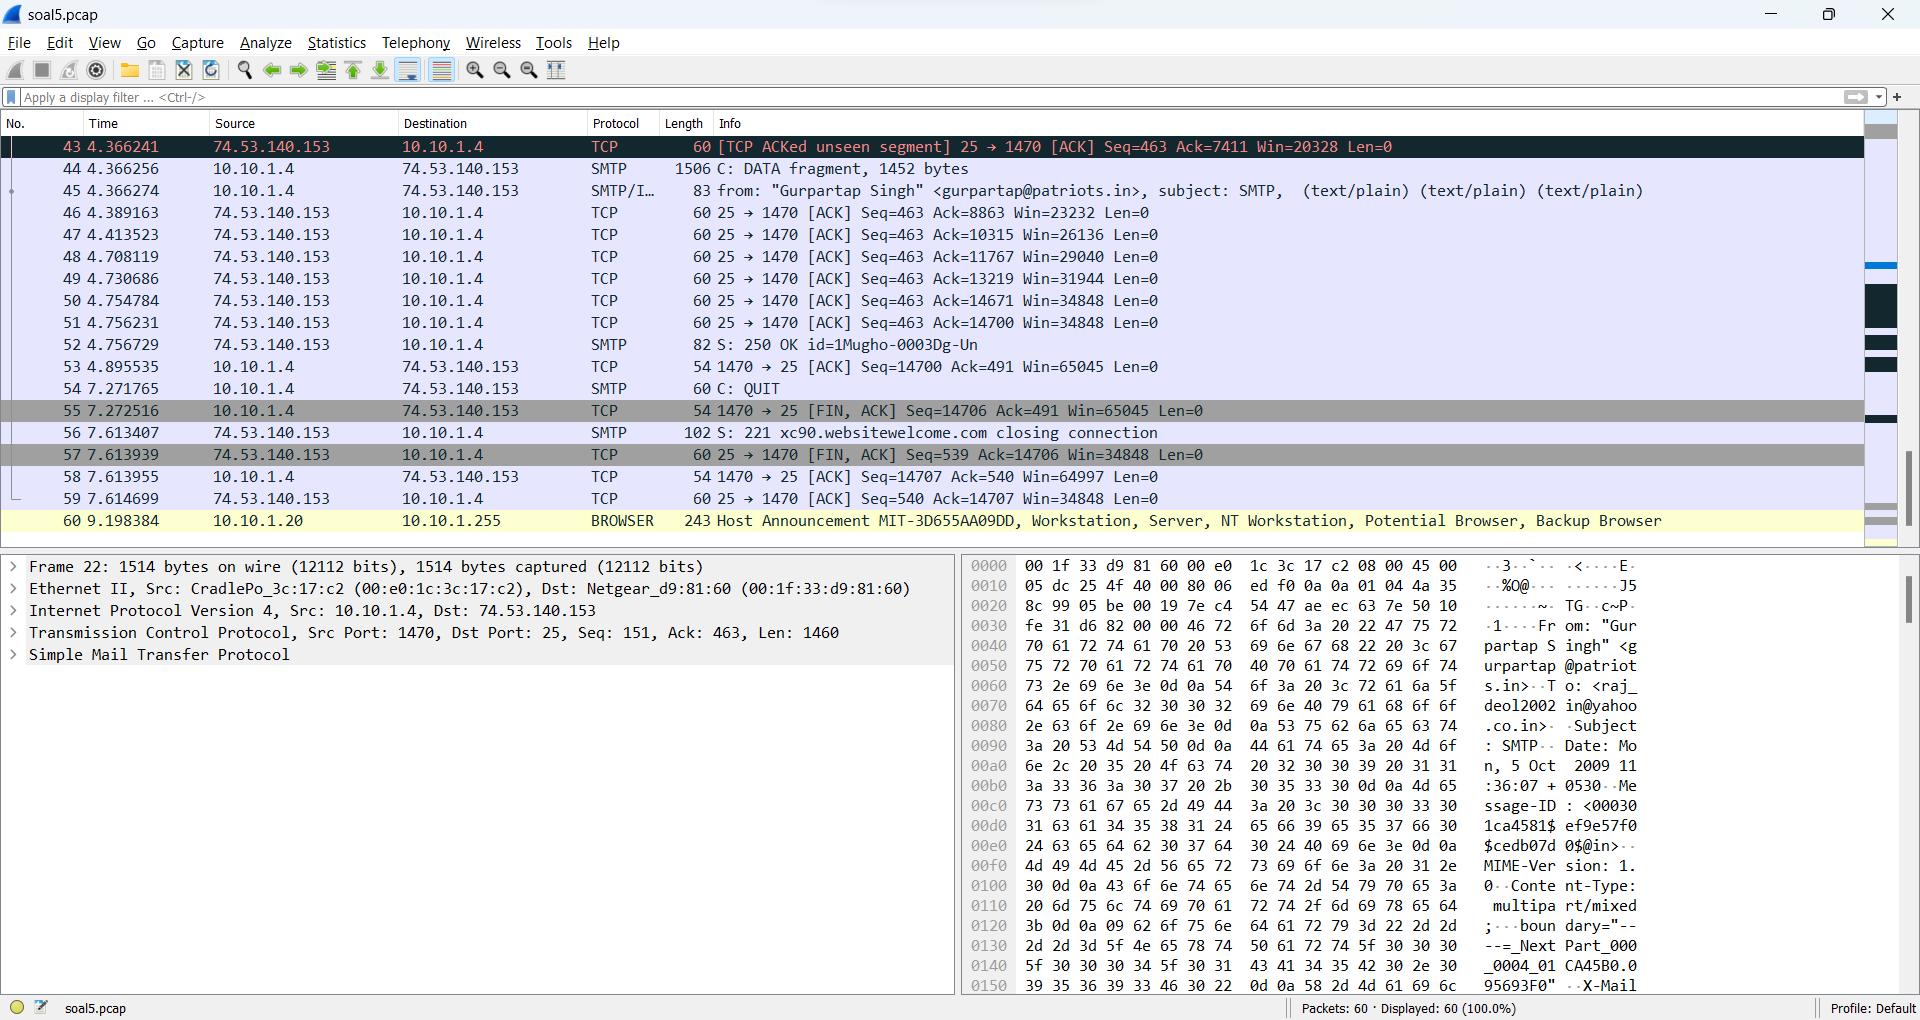 soal5.pcap
File Edit View Go Capture Analyze Statistics Telephony Wireless Tools Help
Apply a display filter ... <Ctrl-/>
No. Time Source Destination Protocol Length Info
43 4.366241 74.53.140.153 10.10.1.4 TCP 60 [TCP ACKed unseen segment] 25 → 1470 [ACK] Seq=463 Ack=7411 Win=20328 Len=0
44 4.366256 10.10.1.4 74.53.140.153 SMTP 1506 C: DATA fragment, 1452 bytes
45 4.366274 10.10.1.4 74.53.140.153 SMTP/I… 83 from: "Gurpartap Singh" <gurpartap@patriots.in>, subject: SMTP, (text/plain) (text/plain) (text/plain)
46 4.389163 74.53.140.153 10.10.1.4 TCP 60 25 → 1470 [ACK] Seq=463 Ack=8863 Win=23232 Len=0
47 4.413523 74.53.140.153 10.10.1.4 TCP 60 25 → 1470 [ACK] Seq=463 Ack=10315 Win=26136 Len=0
48 4.708119 74.53.140.153 10.10.1.4 TCP 60 25 → 1470 [ACK] Seq=463 Ack=11767 Win=29040 Len=0
49 4.730686 74.53.140.153 10.10.1.4 TCP 60 25 → 1470 [ACK] Seq=463 Ack=13219 Win=31944 Len=0
50 4.754784 74.53.140.153 10.10.1.4 TCP 60 25 → 1470 [ACK] Seq=463 Ack=14671 Win=34848 Len=0
51 4.756231 74.53.140.153 10.10.1.4 TCP 60 25 → 1470 [ACK] Seq=463 Ack=14700 Win=34848 Len=0
52 4.756729 74.53.140.153 10.10.1.4 SMTP 82 S: 250 OK id=1Mugho-0003Dg-Un
53 4.895535 10.10.1.4 74.53.140.153 TCP 54 1470 → 25 [ACK] Seq=14700 Ack=491 Win=65045 Len=0
54 7.271765 10.10.1.4 74.53.140.153 SMTP 60 C: QUIT
55 7.272516 10.10.1.4 74.53.140.153 TCP 54 1470 → 25 [FIN, ACK] Seq=14706 Ack=491 Win=65045 Len=0
56 7.613407 74.53.140.153 10.10.1.4 SMTP 102 S: 221 xc90.websitewelcome.com closing connection
57 7.613939 74.53.140.153 10.10.1.4 TCP 60 25 → 1470 [FIN, ACK] Seq=539 Ack=14706 Win=34848 Len=0
58 7.613955 10.10.1.4 74.53.140.153 TCP 54 1470 → 25 [ACK] Seq=14707 Ack=540 Win=64997 Len=0
59 7.614699 74.53.140.153 10.10.1.4 TCP 60 25 → 1470 [ACK] Seq=540 Ack=14707 Win=34848 Len=0
60 9.198384 10.10.1.20 10.10.1.255 BROWSER 243 Host Announcement MIT-3D655AA09DD, Workstation, Server, NT Workstation, Potential Browser, Backup Browser
> Frame 22: 1514 bytes on wire (12112 bits), 1514 bytes captured (12112 bits)
> Ethernet II, Src: CradlePo_3c:17:c2 (00:e0:1c:3c:17:c2), Dst: Netgear_d9:81:60 (00:1f:33:d9:81:60)
> Internet Protocol Version 4, Src: 10.10.1.4, Dst: 74.53.140.153
> Transmission Control Protocol, Src Port: 1470, Dst Port: 25, Seq: 151, Ack: 463, Len: 1460
> Simple Mail Transfer Protocol
0000 00 1f 33 d9 81 60 00 e0 1c 3c 17 c2 08 00 45 00 ··3··`·· ·<····E·
0010 05 dc 25 4f 40 00 80 06 ed f0 0a 0a 01 04 4a 35 ··%O@··· ······J5
0020 8c 99 05 be 00 19 7e c4 54 47 ae ec 63 7e 50 10 ······~· TG··c~P·
0030 fe 31 d6 82 00 00 46 72 6f 6d 3a 20 22 47 75 72 ·1····Fr om: "Gur
0040 70 61 72 74 61 70 20 53 69 6e 67 68 22 20 3c 67 partap S ingh" <g
0050 75 72 70 61 72 74 61 70 40 70 61 74 72 69 6f 74 urpartap @patriot
0060 73 2e 69 6e 3e 0d 0a 54 6f 3a 20 3c 72 61 6a 5f s.in>··T o: <raj_
0070 64 65 6f 6c 32 30 30 32 69 6e 40 79 61 68 6f 6f deol2002 in@yahoo
0080 2e 63 6f 2e 69 6e 3e 0d 0a 53 75 62 6a 65 63 74 .co.in>· ·Subject
0090 3a 20 53 4d 54 50 0d 0a 44 61 74 65 3a 20 4d 6f : SMTP·· Date: Mo
00a0 6e 2c 20 35 20 4f 63 74 20 32 30 30 39 20 31 31 n, 5 Oct 2009 11
00b0 3a 33 36 3a 30 37 20 2b 30 35 33 30 0d 0a 4d 65 :36:07 + 0530··Me
00c0 73 73 61 67 65 2d 49 44 3a 20 3c 30 30 30 33 30 ssage-ID : <00030
00d0 31 63 61 34 35 38 31 24 65 66 39 65 35 37 66 30 1ca4581$ ef9e57f0
00e0 24 63 65 64 62 30 37 64 30 24 40 69 6e 3e 0d 0a $cedb07d 0$@in>··
00f0 4d 49 4d 45 2d 56 65 72 73 69 6f 6e 3a 20 31 2e MIME-Ver sion: 1.
0100 30 0d 0a 43 6f 6e 74 65 6e 74 2d 54 79 70 65 3a 0··Conte nt-Type:
0110 20 6d 75 6c 74 69 70 61 72 74 2f 6d 69 78 65 64 multipa rt/mixed
0120 3b 0d 0a 09 62 6f 75 6e 64 61 72 79 3d 22 2d 2d ;···boun dary="--
0130 2d 2d 2d 3d 5f 4e 65 78 74 50 61 72 74 5f 30 30 30 --=_Next Part_000
0140 5f 30 30 30 34 5f 30 31 43 41 34 35 42 30 2e 30 _0004_01 CA45B0.0
0150 39 35 36 39 33 46 30 22 0d 0a 58 2d 4d 61 69 6c 95693F0" ··X-Mail
soal5.pcap
Packets: 60 · Displayed: 60 (100.0%)
Profile: Default